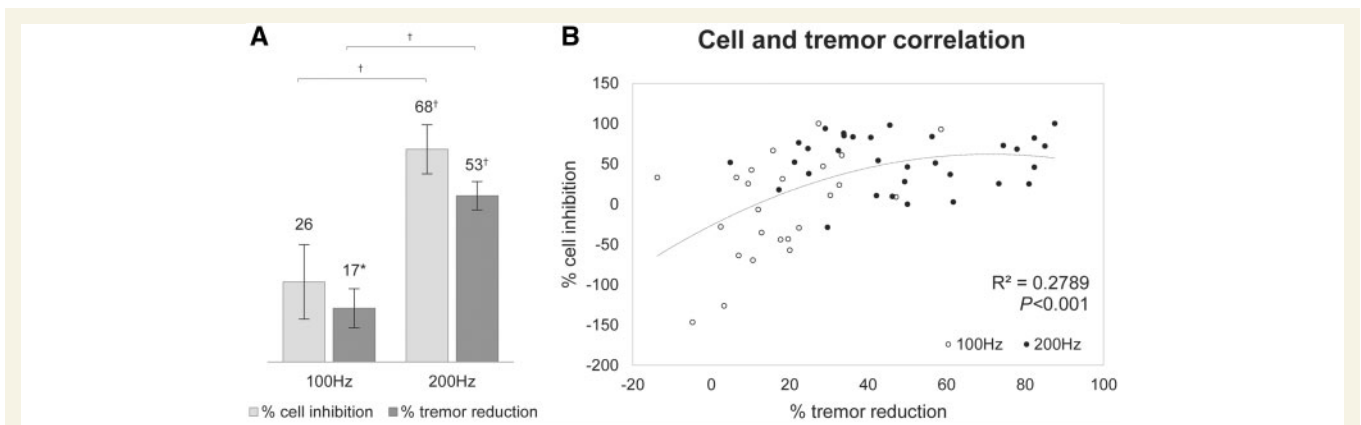 A
†
†
68†
53†
26
17*
100Hz
200Hz
% cell inhibition
% tremor reduction
B
Cell and tremor correlation
150
100
50
0
-50
-100
-150
-200
% cell inhibition
R² = 0.2789
P<0.001
100Hz
200Hz
-20
0
20
40
60
80
100
% tremor reduction